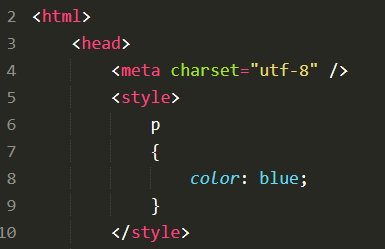 2 <html>
3 <head>
4 <meta charset="utf-8" />
5 <style>
6 p
7 {
8 color: blue;
9 }
10 </style>